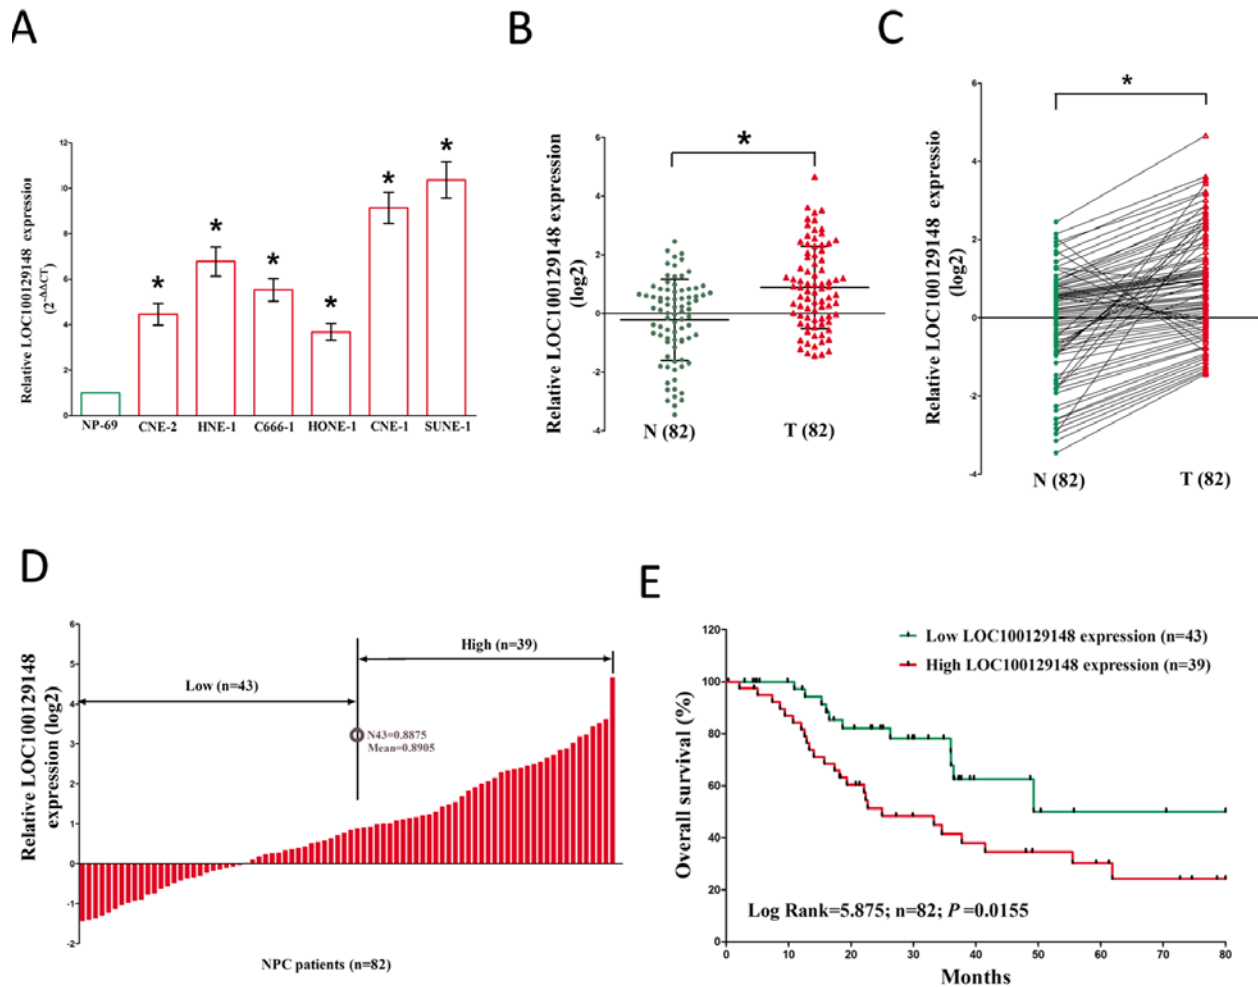 A
Relative LOC100129148 expression
(2-ΔΔCT)
12
10
8
6
4
2
0
*
*
*
*
*
*
NP-69 CNE-2 HNE-1 C666-1 HONE-1 CNE-1 SUNE-1
B
Relative LOC100129148 expression
(log2)
6
4
2
0
-2
-4
*
N (82) T (82)
C
Relative LOC100129148 expressio
(log2)
6
4
2
0
-2
-4
*
N (82) T (82)
D
Relative LOC100129148
expression (log2)
6
5
4
3
2
1
0
-1
-2
High (n=39)
Low (n=43)
N43=0.8875
Mean=0.8905
NPC patients (n=82)
E
Overall survival (%)
120
100
80
60
40
20
0
Low LOC100129148 expression (n=43)
High LOC100129148 expression (n=39)
Log Rank=5.875; n=82; P =0.0155
0 10 20 30 40 50 60 70 80
Months